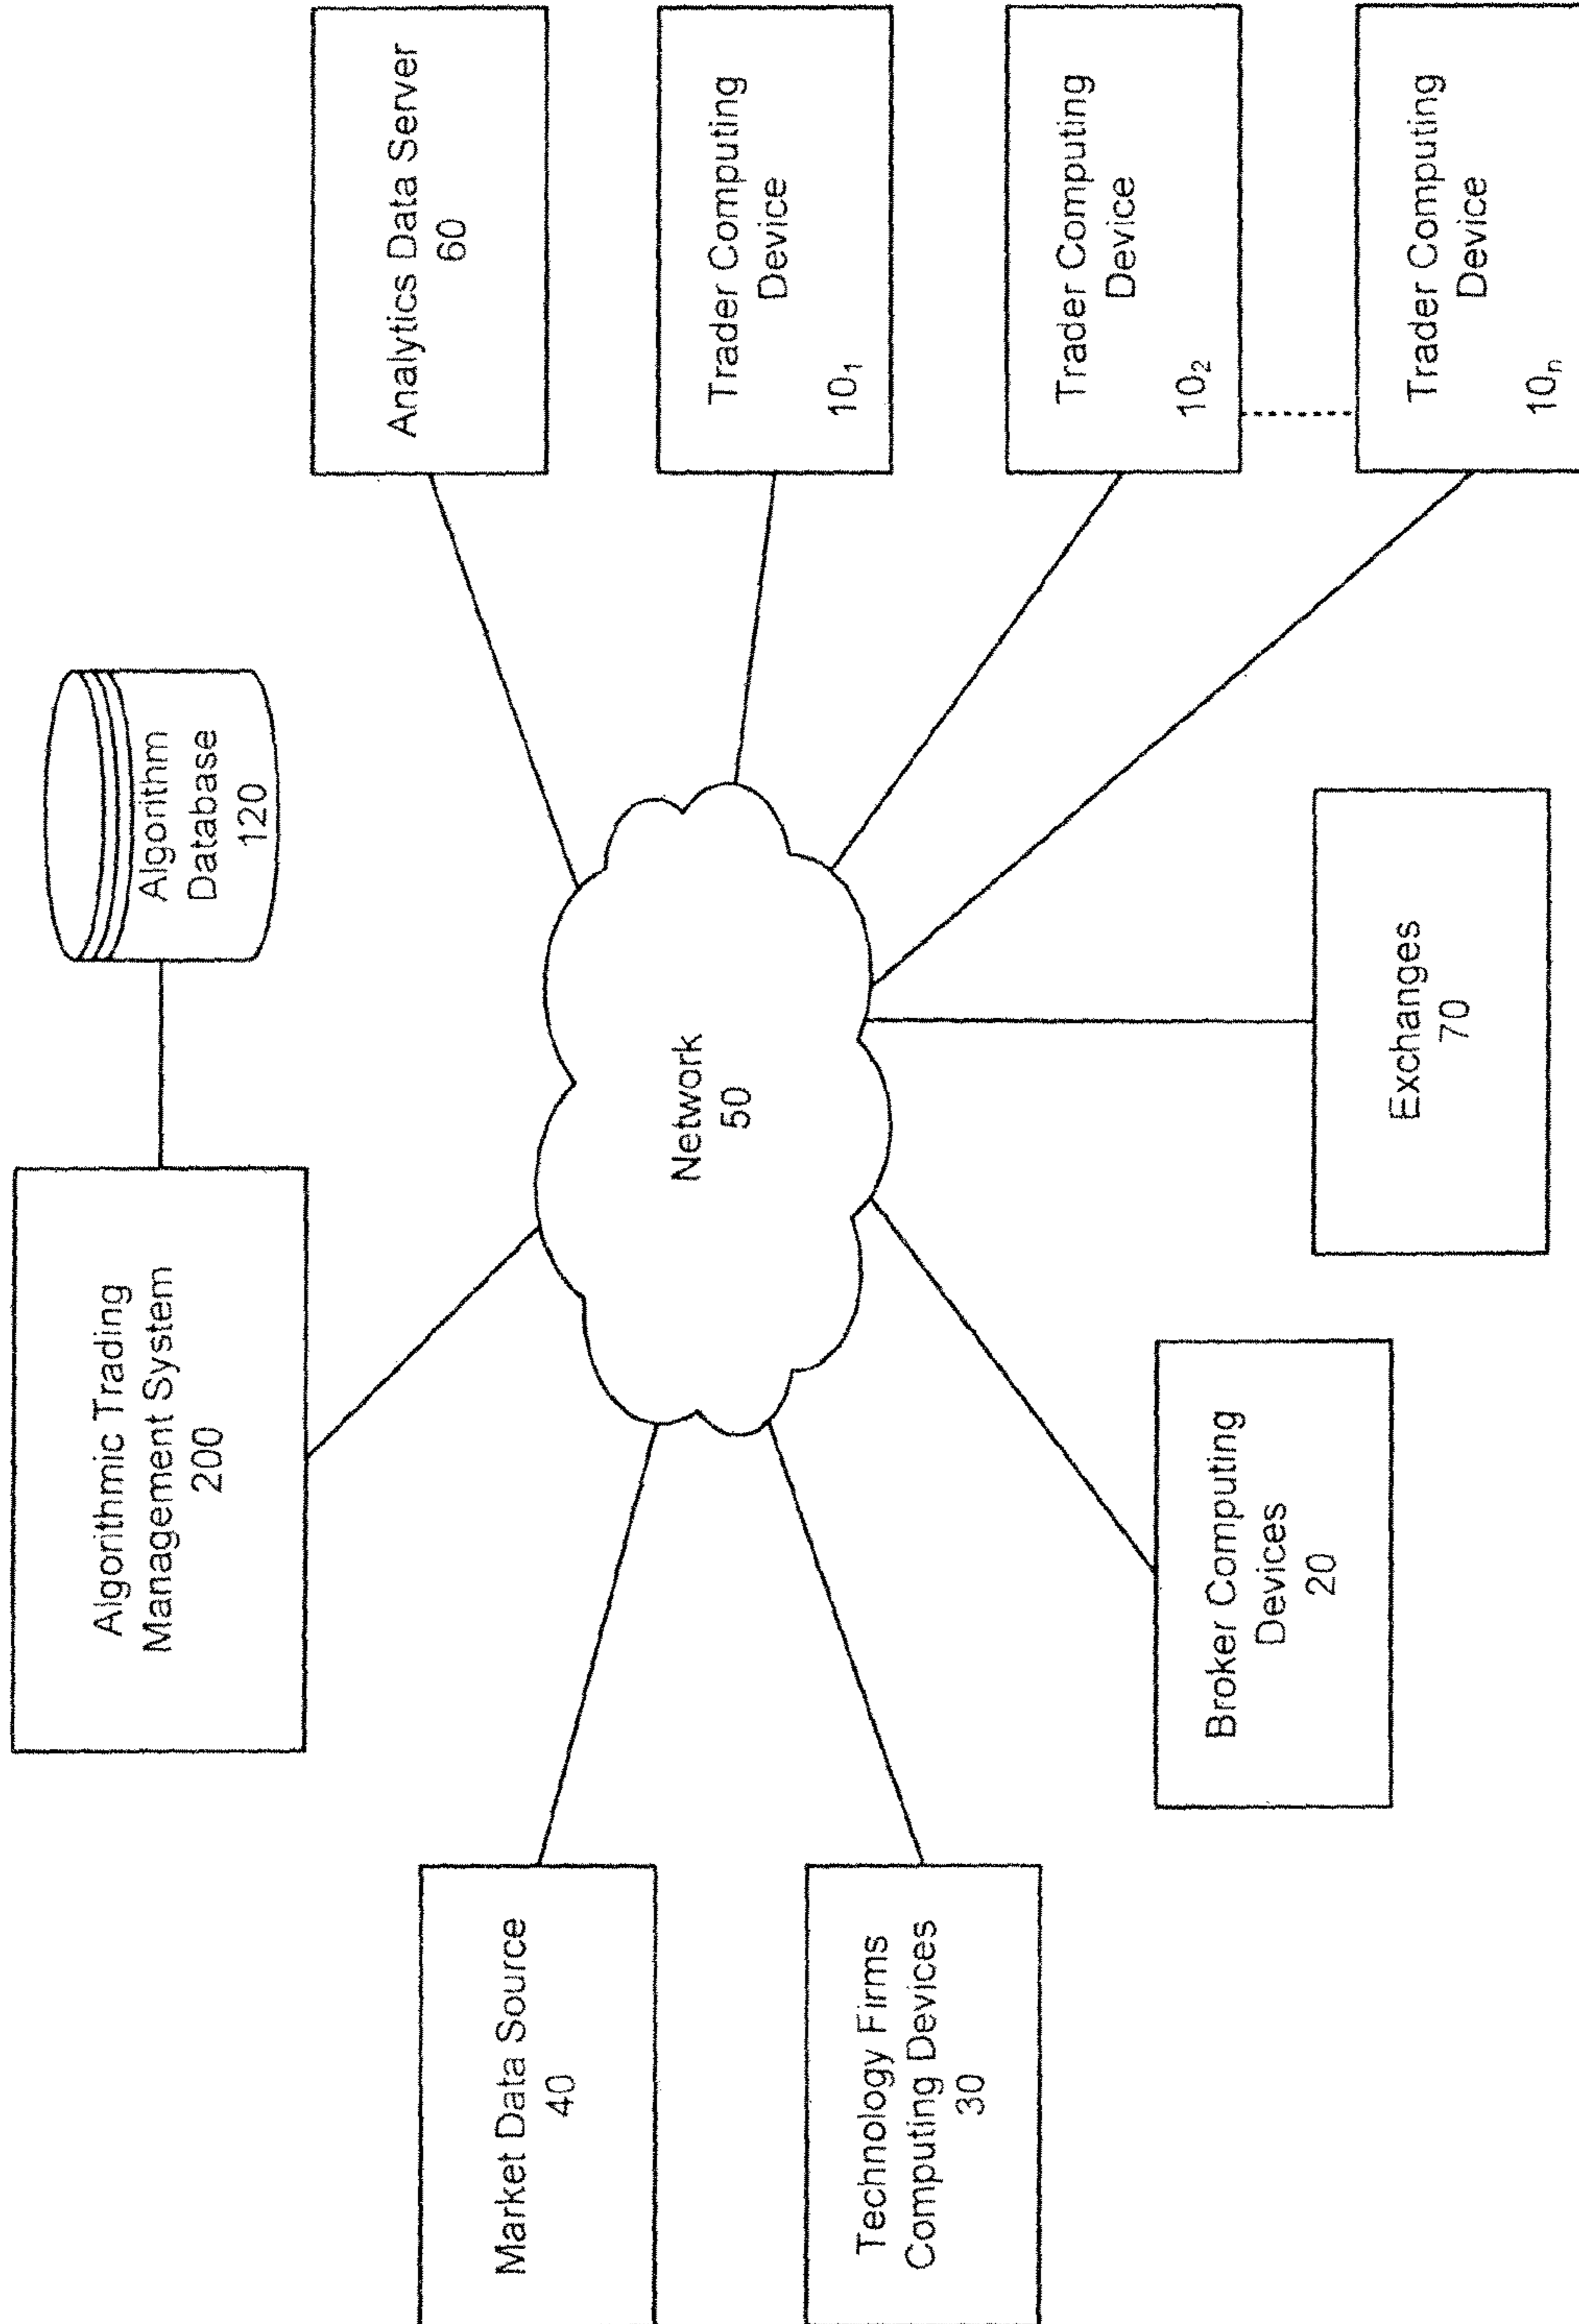 Algorithmic Trading
Management System
200
Algorithm
Database
120
Market Data Source
40
Analytics Data Server
60
Network
50
Technology Firms
Computing Devices
30
Trader Computing
Device
10₁
Trader Computing
Device
10₂
Broker Computing
Devices
20
Exchanges
70
Trader Computing
Device
10ₙ